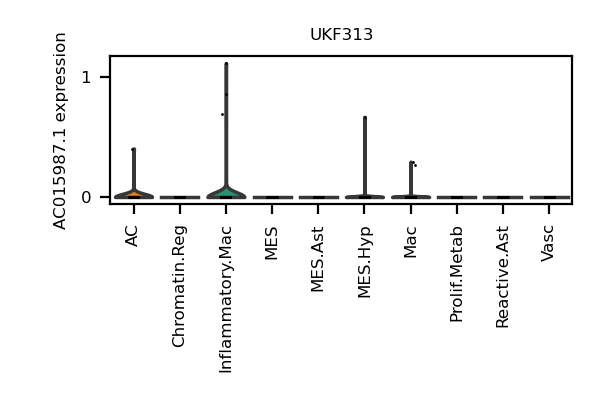 UKF313
AC015987.1 expression
1
0
AC
Chromatin.Reg
Inflammatory.Mac
MES
MES.Ast
MES.Hyp
Mac
Prolif.Metab
Reactive.Ast
Vasc